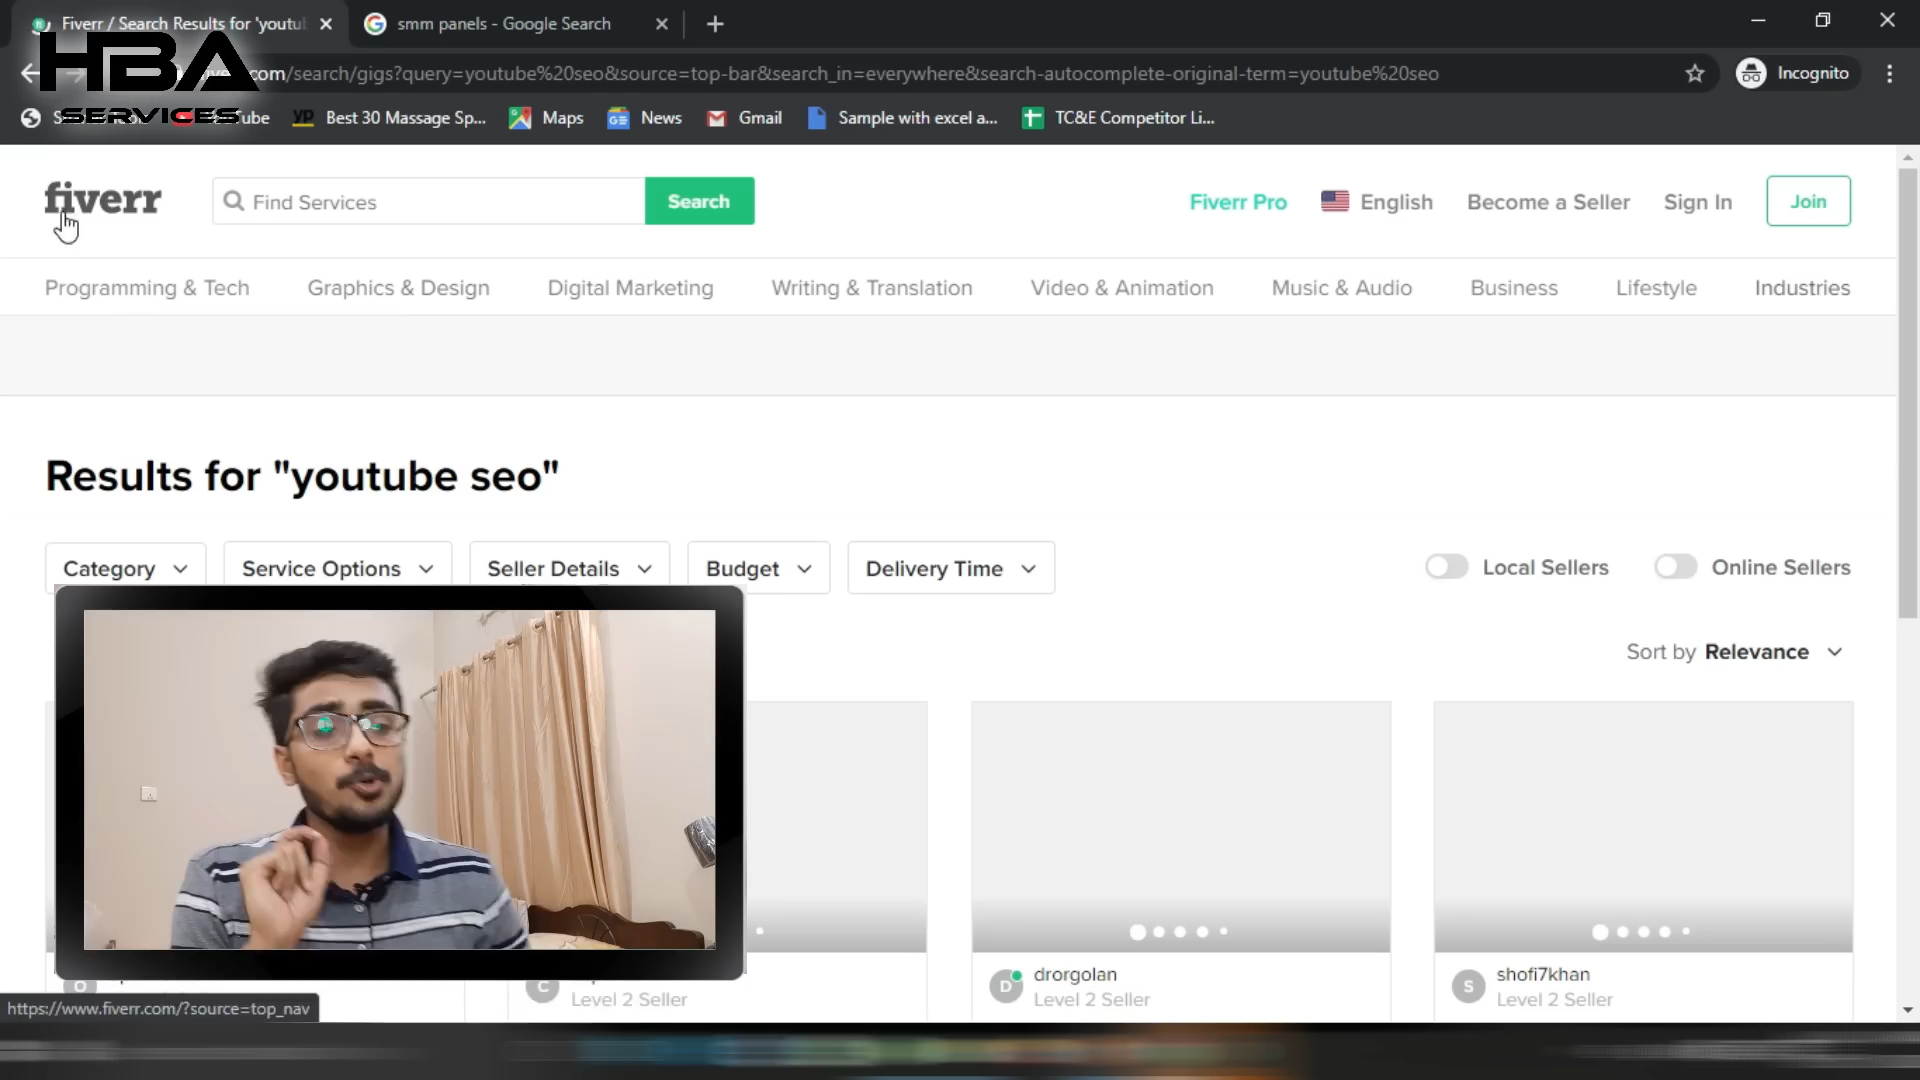 Fiverr / Search Results for 'youtu
smm panels - Google Search
HBA
SERVICES
com/search/gigs?query=youtube%20seo&source=top-bar&search_in=everywhere&search-autocomplete-original-term=youtube%20seo
Incognito
YouTube
Best 30 Massage Sp...
Maps
News
Gmail
Sample with excel a...
TC&E Competitor Li...
fiverr
Find Services
Search
Fiverr Pro
English
Become a Seller
Sign In
Join
Programming & Tech
Graphics & Design
Digital Marketing
Writing & Translation
Video & Animation
Music & Audio
Business
Lifestyle
Industries
Results for "youtube seo"
Category
Service Options
Seller Details
Budget
Delivery Time
Local Sellers
Online Sellers
Sort by Relevance
O
C
Level 2 Seller
D
drorgolan
Level 2 Seller
S
shofi7khan
Level 2 Seller
https://www.fiverr.com/?source=top_nav